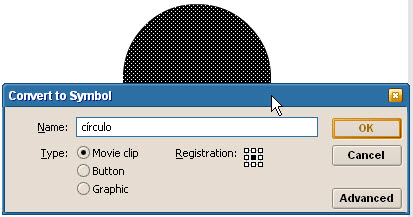 Convert to Symbol
Name: círculo OK
Type: Movie clip Registration: Cancel
Button
Graphic Advanced